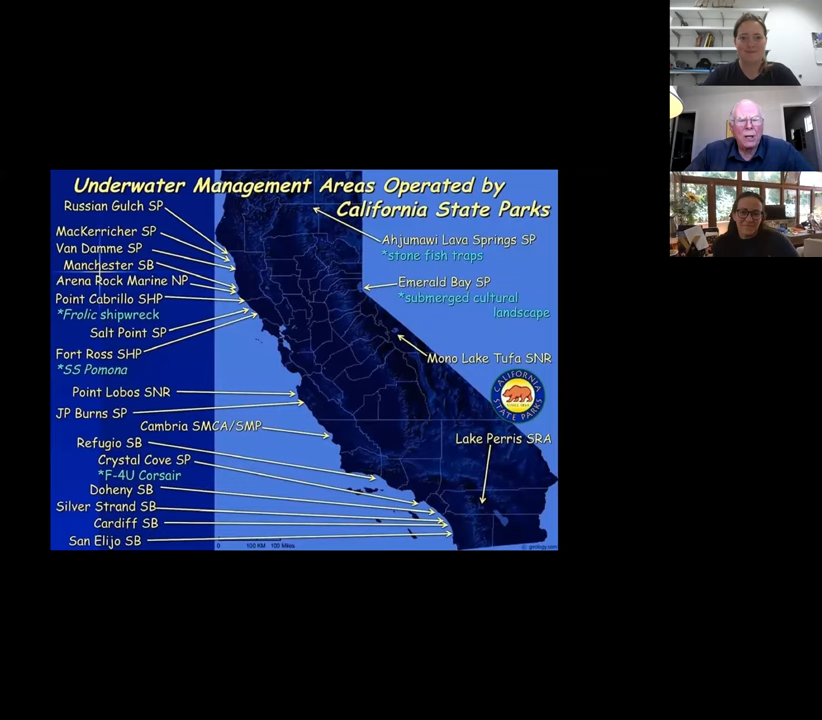 Underwater Management Areas Operated by
California State Parks
Russian Gulch SP
MacKerricher SP
Van Damme SP
Manchester SB
Arena Rock Marine NP
Point Cabrillo SHP
*Frolic shipwreck
Salt Point SP
Fort Ross SHP
*SS Pomona
Point Lobos SNR
JP Burns SP
Cambria SMCA/SMP
Refugio SB
Crystal Cove SP
*F-4U Corsair
Doheny SB
Silver Strand SB
Cardiff SB
San Elijo SB
Ahjumawi Lava Springs SP
*stone fish traps
Emerald Bay SP
*submerged cultural
landscape
Mono Lake Tufa SNR
CALIFORNIA
STATE PARKS
Lake Perris SRA
0 100 KM 100 Miles
© geology.com